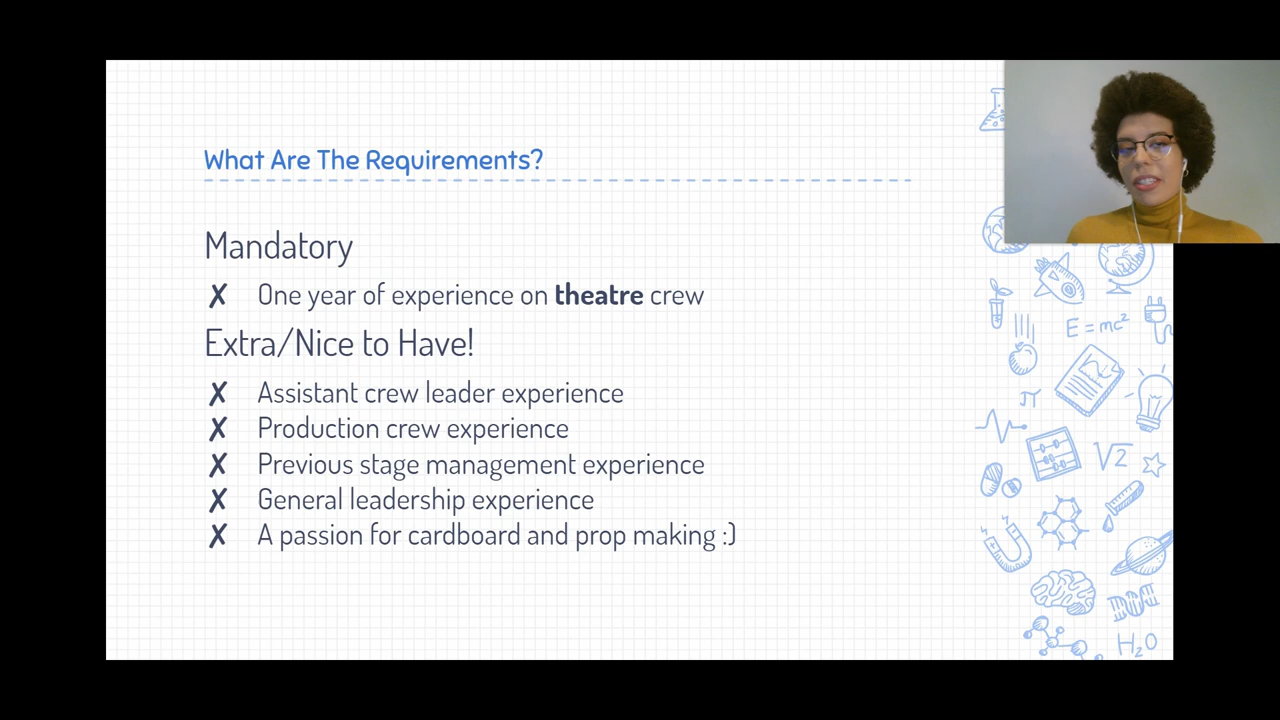 What Are The Requirements?
Mandatory
✗ One year of experience on theatre crew
Extra/Nice to Have!
✗ Assistant crew leader experience
✗ Production crew experience
✗ Previous stage management experience
✗ General leadership experience
✗ A passion for cardboard and prop making :)
E = mc²
π
√2
H₂O